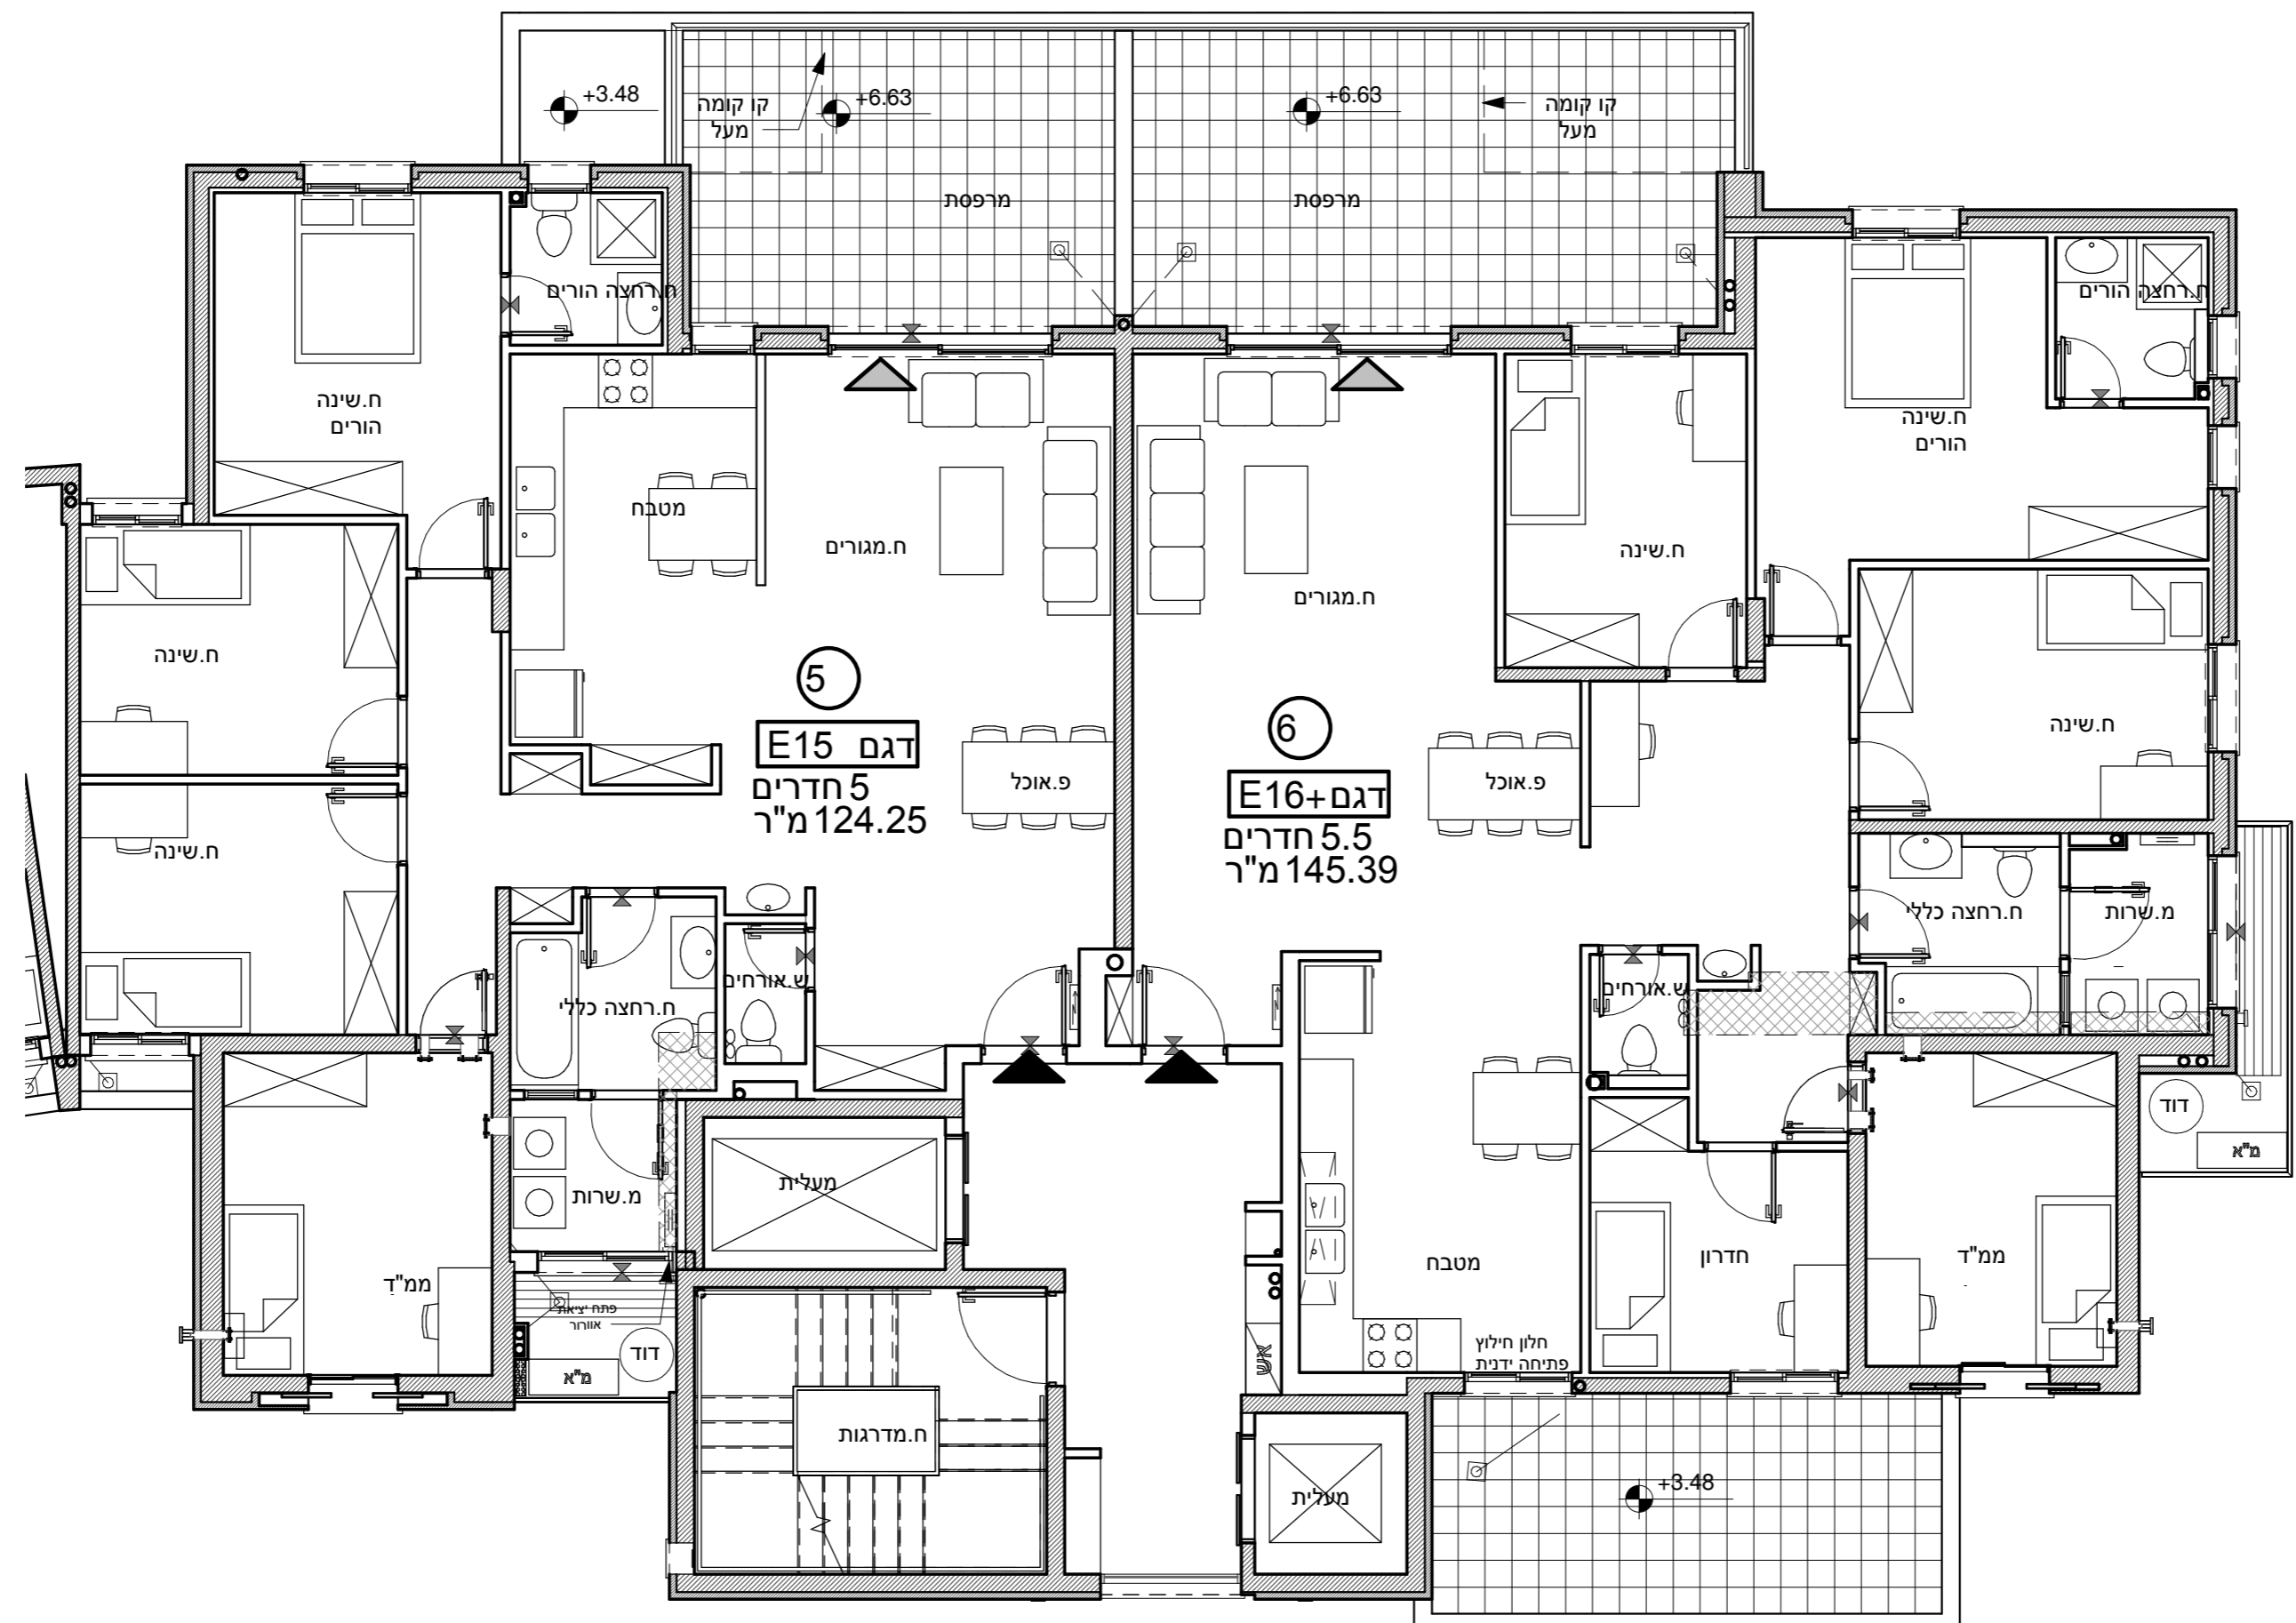 +3.48
קו קומה
מעל
+6.63
+6.63
קו קומה
מעל
מרפסת
מרפסת
ח.רחצה הורים
ח.רחצה הורים
ח.שינה
הורים
ח.שינה
הורים
מטבח
ח.מגורים
ח.מגורים
ח.שינה
ח.שינה
ח.שינה
5
דגם E15
5 חדרים
124.25 מ"ר
פ.אוכל
6
דגם E16+
5.5 חדרים
145.39 מ"ר
פ.אוכל
ח.שינה
ח.רחצה כללי
מ.שרות
ש.אורחים
ח.רחצה כללי
ש.אורחים
דוד
מ"א
מעלית
מ.שרות
ממ"ד
פתח יציאת
אוורור
דוד
מ"א
מטבח
חדרון
ממ"ד
חלון חילוץ
פתיחה ידנית
אש
ח.מדרגות
מעלית
+3.48